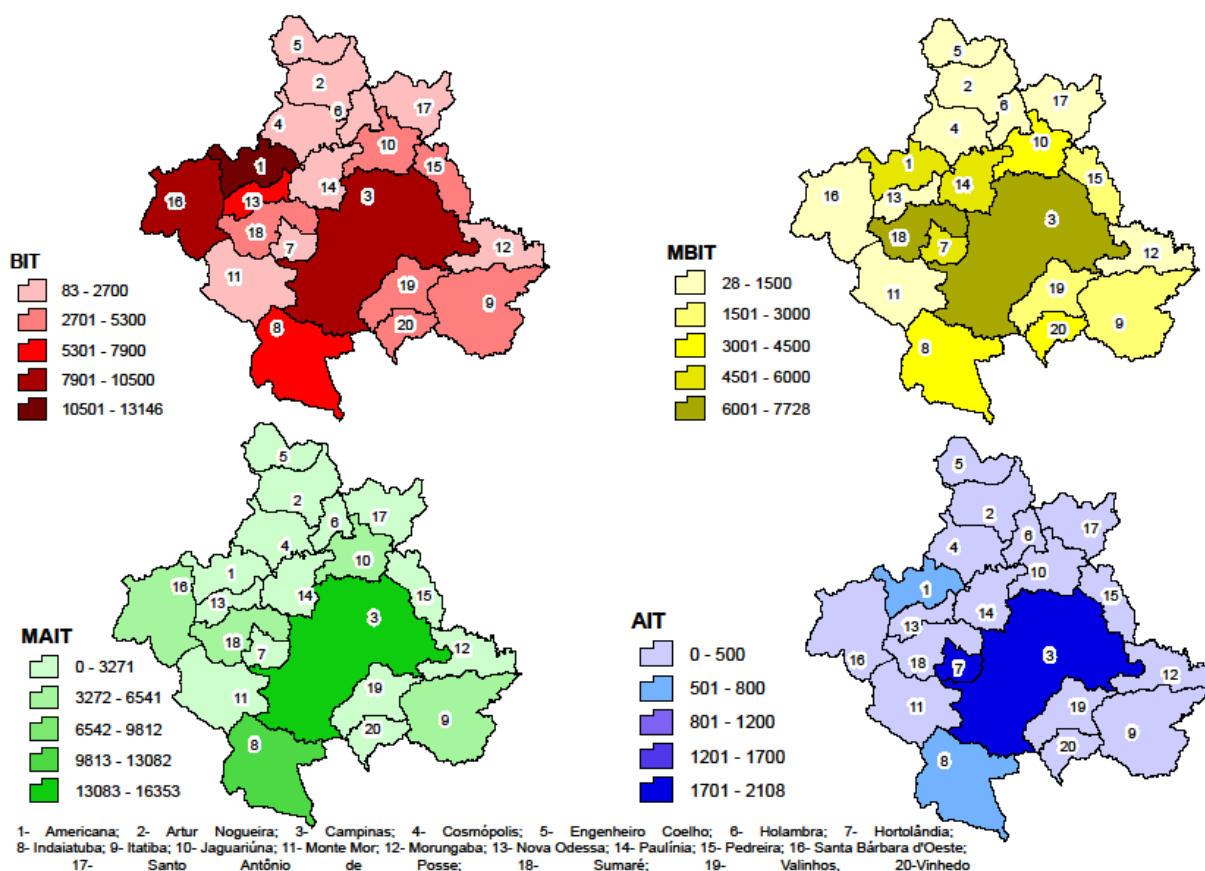 5
2
17
6
4
10
1
15
14
16
3
13
18
7
12
11
19
9
8
20
BIT
83 - 2700
2701 - 5300
5301 - 7900
7901 - 10500
10501 - 13146
5
2
17
6
4
10
1
15
14
16
13
3
18
7
12
11
19
9
20
8
MBIT
28 - 1500
1501 - 3000
3001 - 4500
4501 - 6000
6001 - 7728
5
2
17
6
4
10
1
16
14
15
13
3
18
7
12
11
19
9
20
8
MAIT
0 - 3271
3272 - 6541
6542 - 9812
9813 - 13082
13083 - 16353
5
2
17
6
4
10
1
15
14
13
3
16
18
7
12
11
19
9
20
8
AIT
0 - 500
501 - 800
801 - 1200
1201 - 1700
1701 - 2108
1- Americana; 2- Artur Nogueira; 3- Campinas; 4- Cosmópolis; 5- Engenheiro Coelho; 6- Holambra; 7- Hortolândia;
8- Indaiatuba; 9- Itatiba; 10- Jaguariúna; 11- Monte Mor; 12- Morungaba; 13- Nova Odessa; 14- Paulínia; 15- Pedreira; 16- Santa Bárbara d'Oeste;
17- Santo Antônio de Posse; 18- Sumaré; 19- Valinhos, 20-Vinhedo